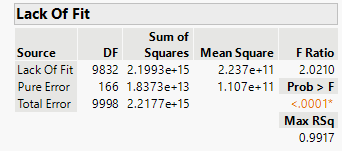 Lack Of Fit
Sum of
Source DF Squares Mean Square F Ratio
Lack Of Fit 9832 2.1993e+15 2.237e+11 2.0210
Pure Error 166 1.8373e+13 1.107e+11 Prob > F
Total Error 9998 2.2177e+15 <.0001*
Max RSq
0.9917